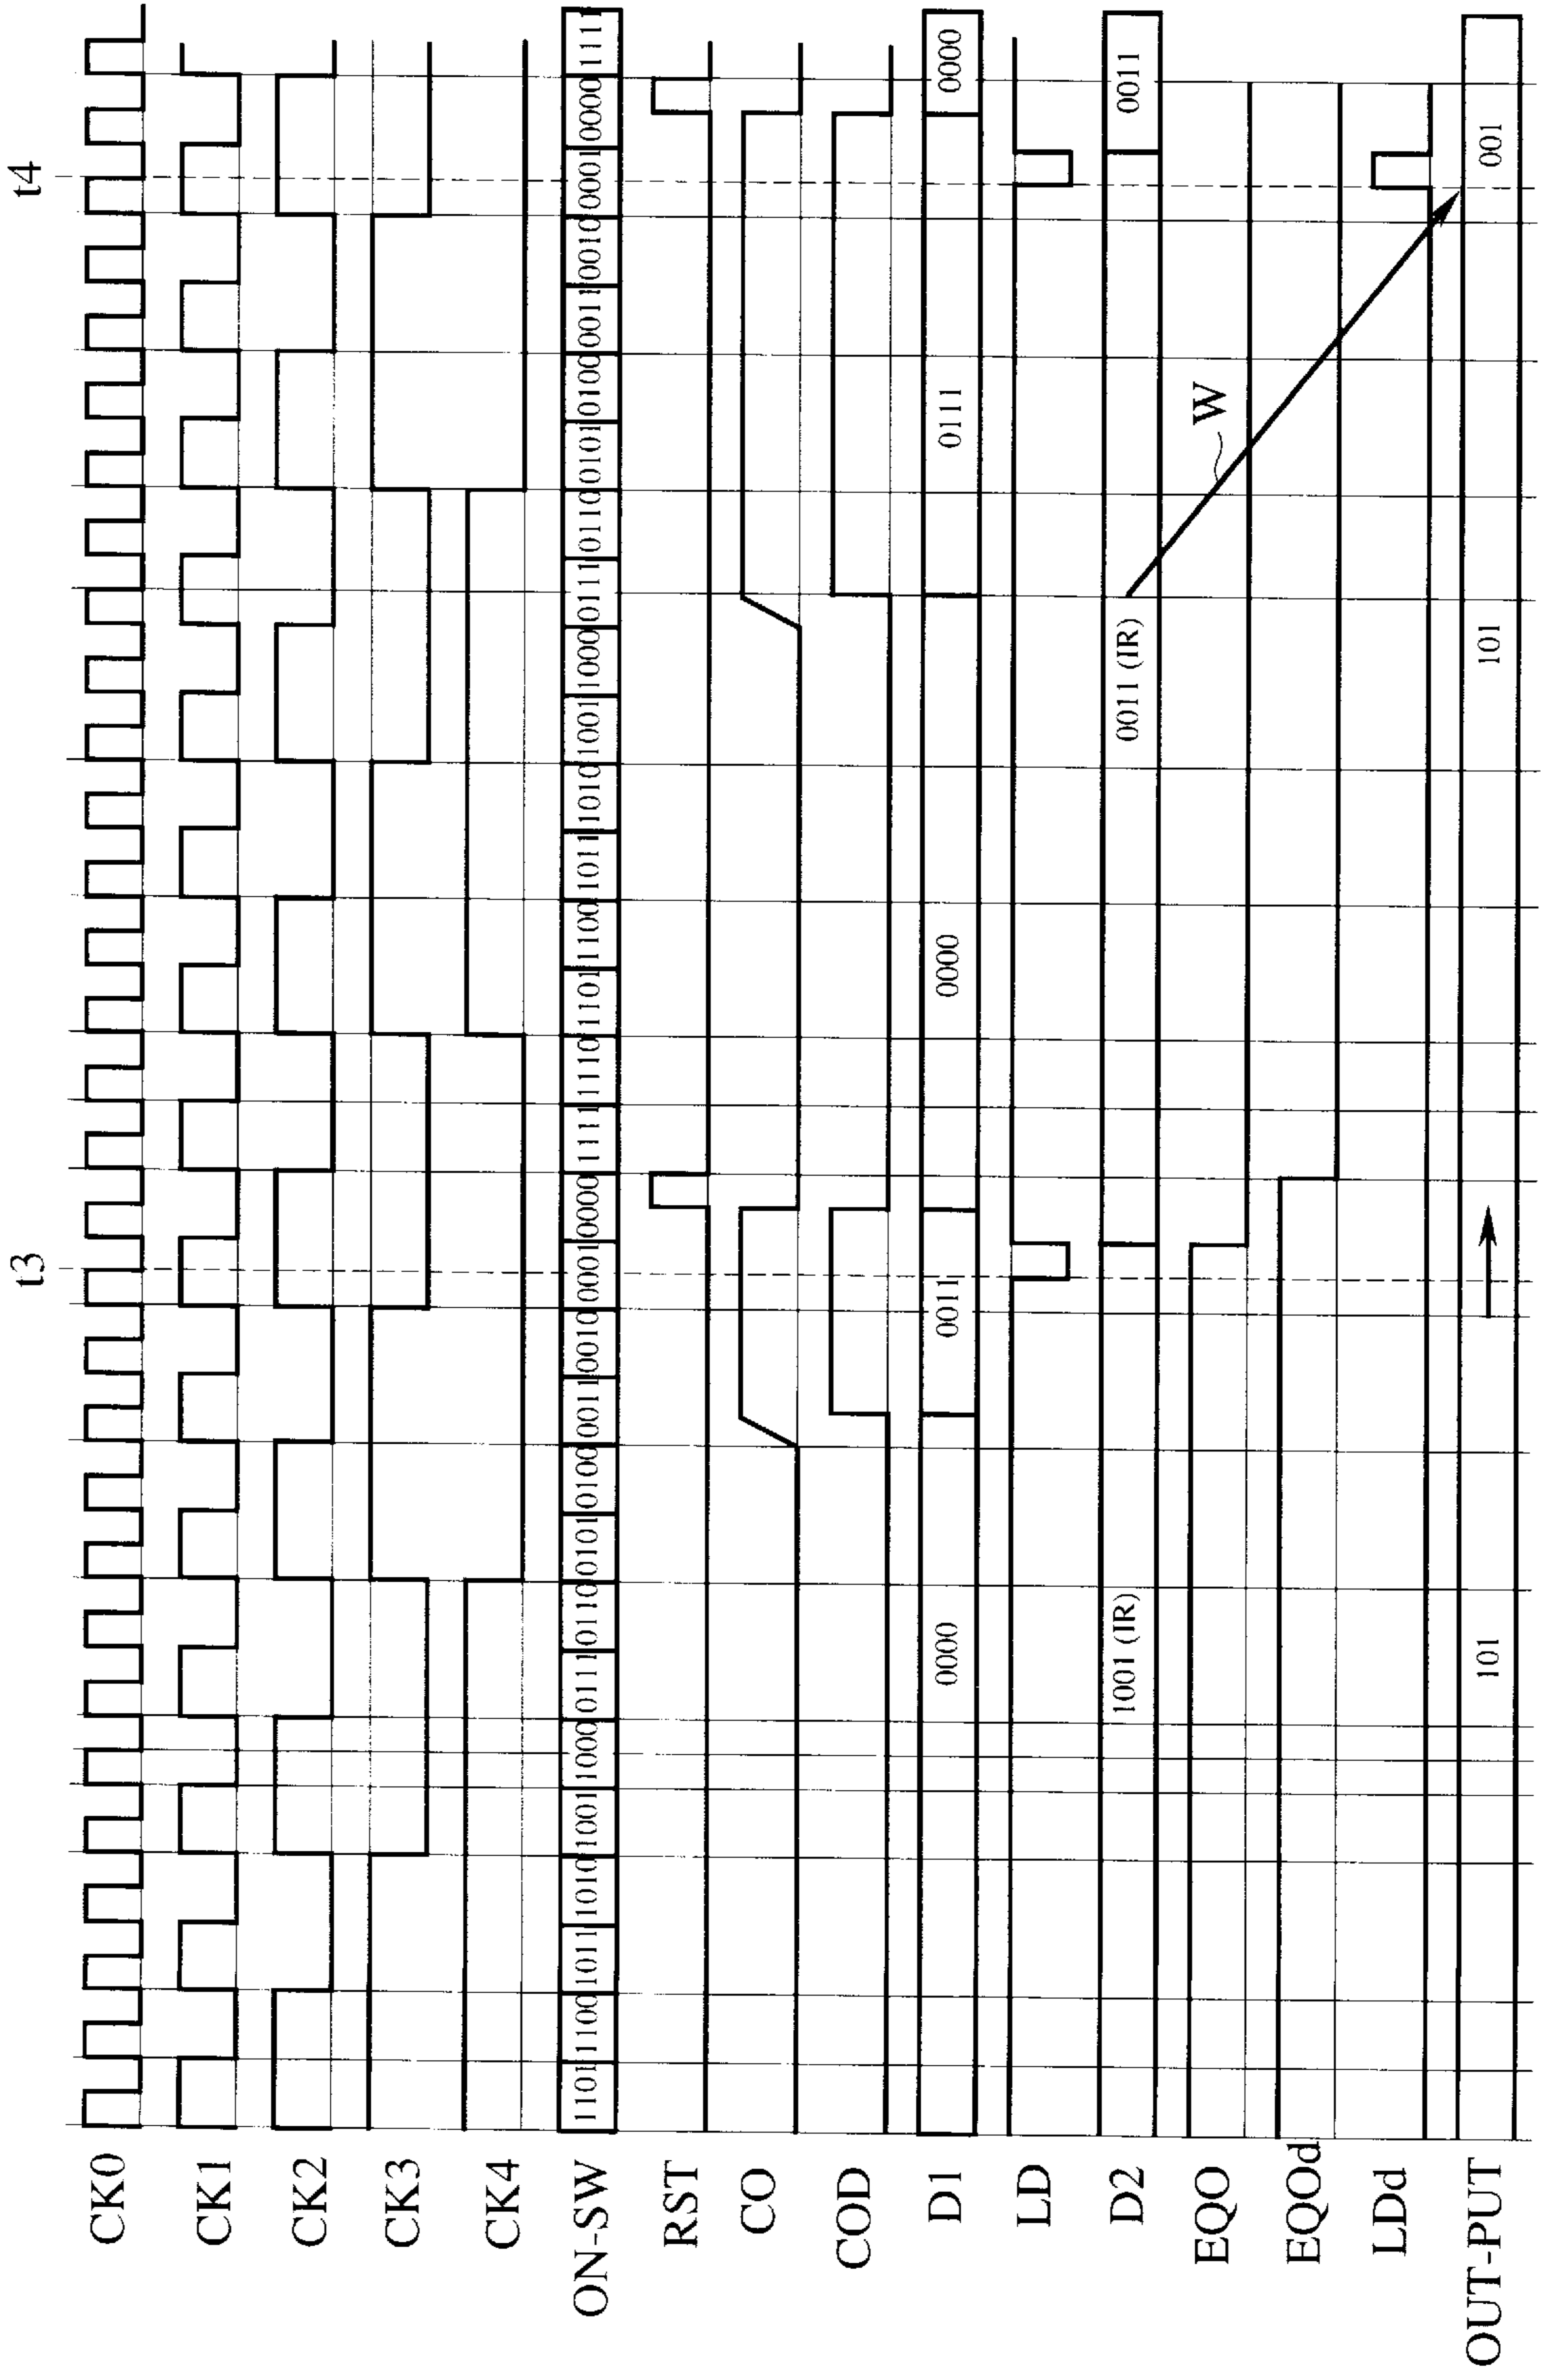 t3 t4
CK0
CK1
CK2
CK3
CK4
ON-SW 1101 1100 1011 1010 1001 1000 0111 0110 0101 0100 0011 0010 0001 0000 1111 1110 1101 1100 1011 1010 1001 1000 0111 0110 0101 0100 0011 0010 0001 0000 1111
RST
CO
COD
D1 0000 0011 0000 0111 0000
LD
D2 1001 (IR) 0011 (IR) 0011
EQO W
EQOd
LDd
OUT-PUT 101 101 001